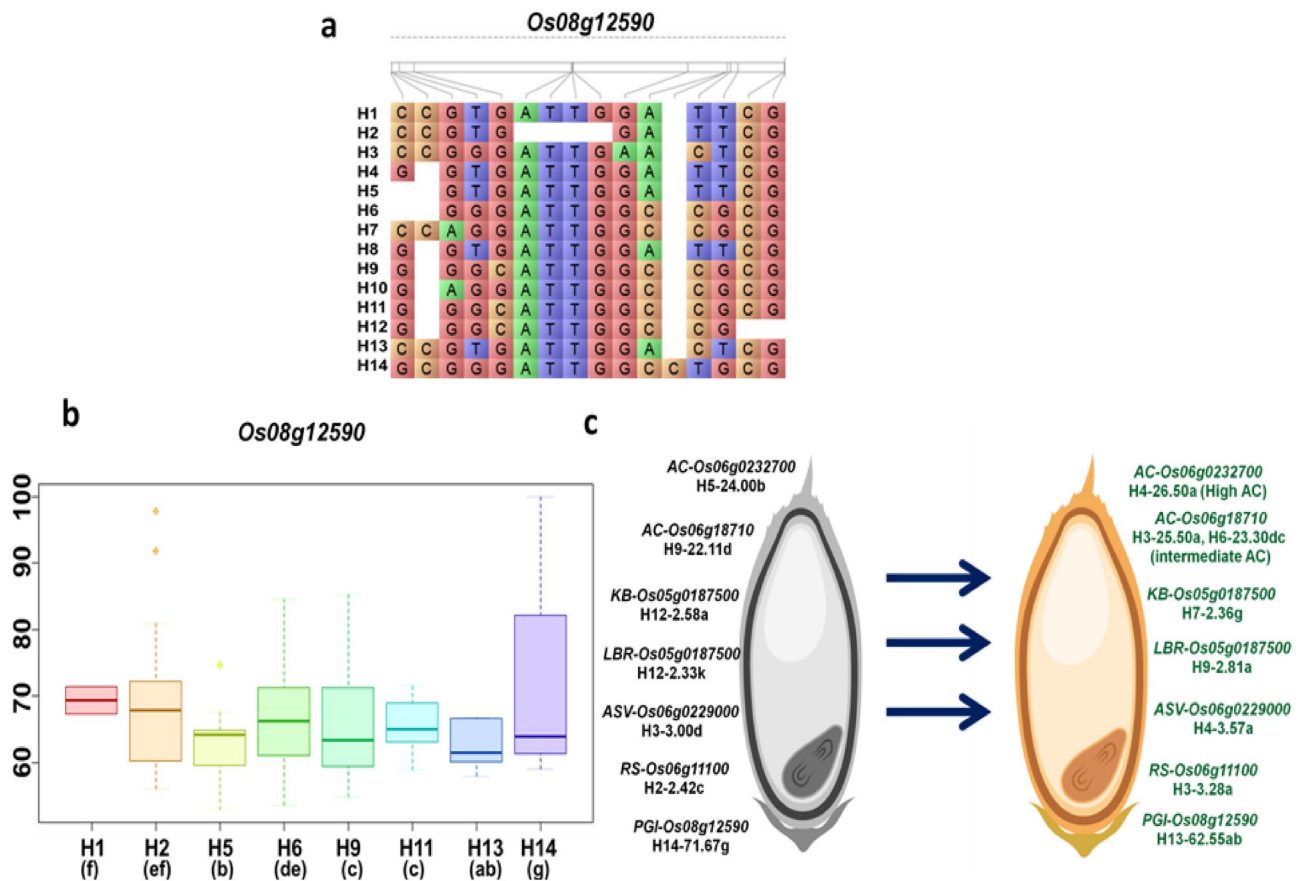 a
Os08g12590
H1 C C G T G A T T G G A T T C G
H2 C C G T G G A T T C G
H3 C C G G G A T T G A A C T C G
H4 G G T G A T T G G A T T C G
H5 G T G A T T G G A T T C G
H6 G G G A T T G G C C G C G
H7 C C A G G A T T G G C C G C G
H8 G G T G A T T G G A T T C G
H9 G G G C A T T G G C C G C G
H10 G A G G A T T G G C C G C G
H11 G G G C A T T G G C C G C G
H12 G G G C A T T G G C C G
H13 C C G T G A T T G G A C T C G
H14 G C G G G A T T G G C C T G C G
b
Os08g12590
100
90
80
70
60
H1 H2 H5 H6 H9 H11 H13 H14
(f) (ef) (b) (de) (c) (c) (ab) (g)
c
AC-Os06g0232700
H5-24.00b
AC-Os06g18710
H9-22.11d
KB-Os05g0187500
H12-2.58a
LBR-Os05g0187500
H12-2.33k
ASV-Os06g0229000
H3-3.00d
RS-Os06g11100
H2-2.42c
PGI-Os08g12590
H14-71.67g
AC-Os06g0232700
H4-26.50a (High AC)
AC-Os06g18710
H3-25.50a, H6-23.30dc
(intermediate AC)
KB-Os05g0187500
H7-2.36g
LBR-Os05g0187500
H9-2.81a
ASV-Os06g0229000
H4-3.57a
RS-Os06g11100
H3-3.28a
PGI-Os08g12590
H13-62.55ab